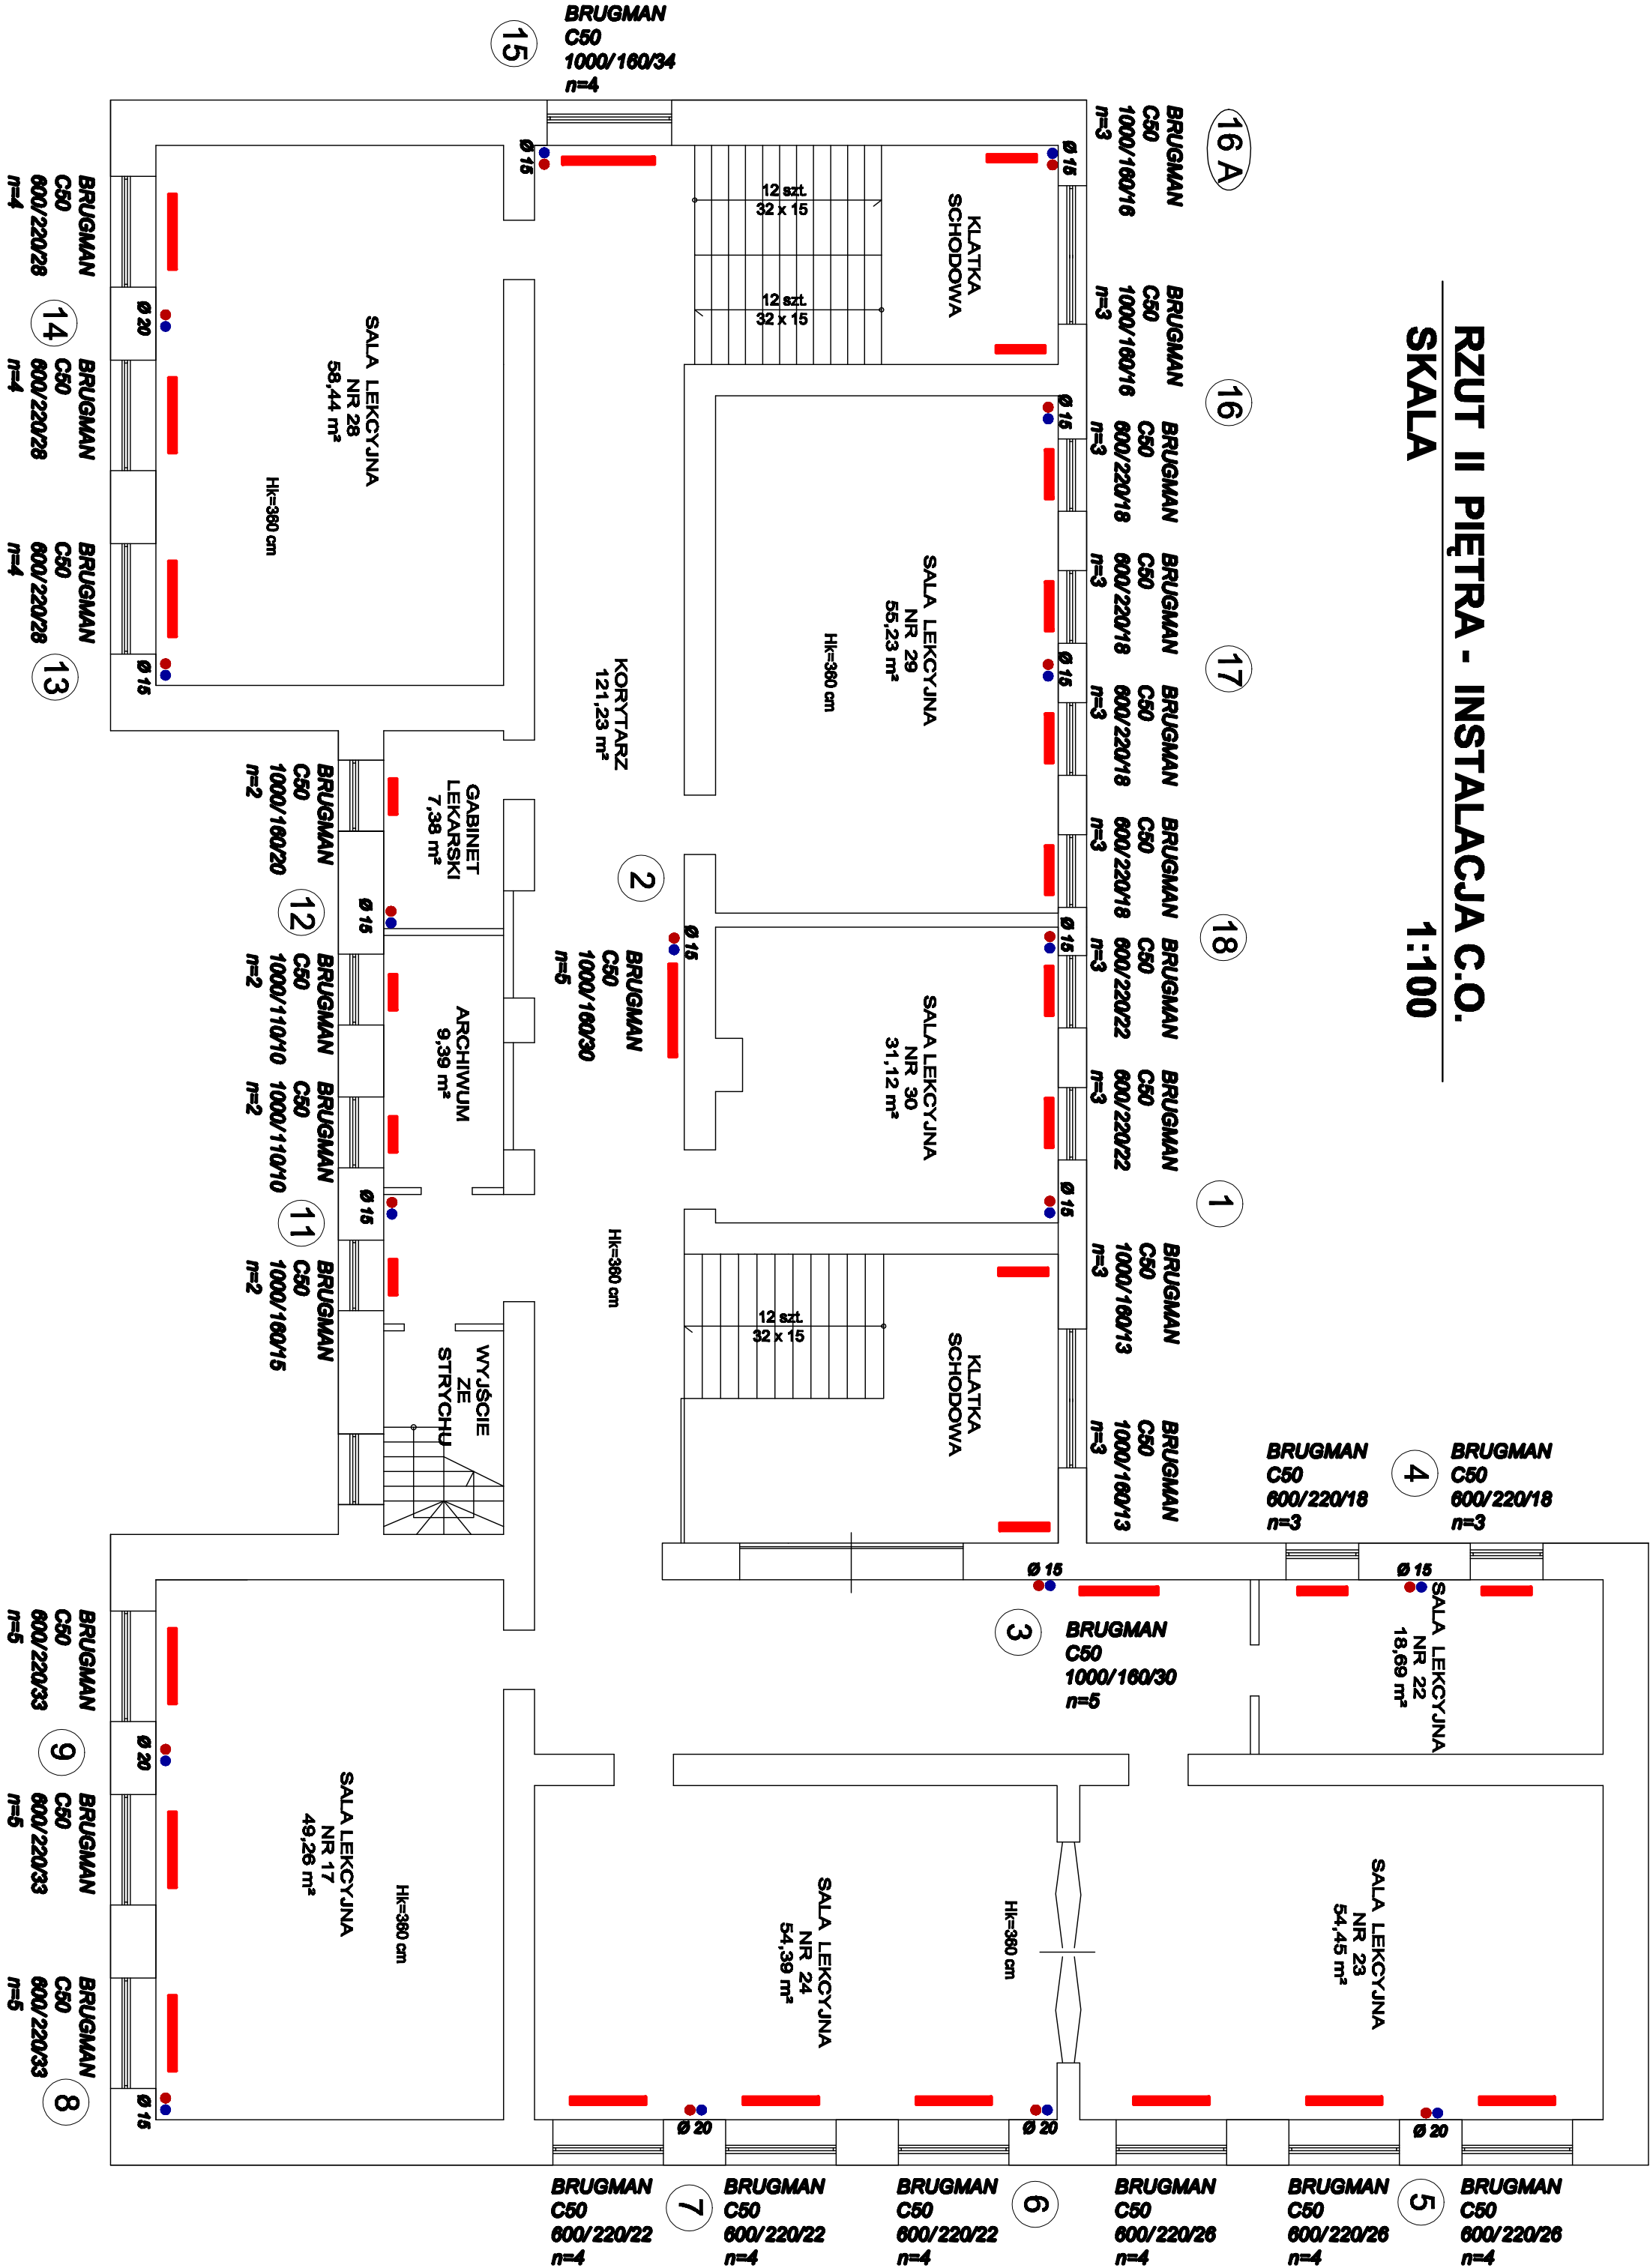 RZUT II PIĘTRA - INSTALACJA C.O.
SKALA 1:100
15
BRUGMAN
C50
1000/160/34
n=4
Ø 15
16 A
BRUGMAN
C50
1000/160/16
n=3
Ø 15
BRUGMAN
C50
1000/160/16
n=3
16
Ø 15
BRUGMAN
C50
600/220/18
n=3
BRUGMAN
C50
600/220/18
n=3
17
Ø 15
BRUGMAN
C50
600/220/18
n=3
BRUGMAN
C50
600/220/18
n=3
18
Ø 15
BRUGMAN
C50
600/220/22
n=3
BRUGMAN
C50
600/220/22
n=3
1
Ø 15
BRUGMAN
C50
1000/160/13
n=3
BRUGMAN
C50
1000/160/13
n=3
BRUGMAN
C50
600/220/18
n=3
4
Ø 15
BRUGMAN
C50
600/220/18
n=3
KLATKA
SCHODOWA
12 szt.
32 x 15
12 szt.
32 x 15
SALA LEKCYJNA
NR 29
55,23 m²
Hk=360 cm
SALA LEKCYJNA
NR 30
31,12 m²
KLATKA
SCHODOWA
12 szt.
32 x 15
SALA LEKCYJNA
NR 22
18,69 m²
Ø 15
3
BRUGMAN
C50
1000/160/30
n=5
KORYTARZ
121,23 m²
2
Ø 15
BRUGMAN
C50
1000/160/30
n=5
Hk=360 cm
SALA LEKCYJNA
NR 28
58,44 m²
Hk=360 cm
GABINET
LEKARSKI
7,38 m²
ARCHIWUM
9,39 m²
WYJŚCIE
ZE
STRYCHU
SALA LEKCYJNA
NR 17
49,26 m²
Hk=360 cm
SALA LEKCYJNA
NR 24
54,39 m²
Hk=360 cm
SALA LEKCYJNA
NR 23
54,45 m²
BRUGMAN
C50
600/220/28
n=4
14
Ø 20
BRUGMAN
C50
600/220/28
n=4
BRUGMAN
C50
600/220/28
n=4
13
Ø 15
BRUGMAN
C50
1000/160/20
n=2
12
Ø 15
BRUGMAN
C50
1000/110/10
n=2
BRUGMAN
C50
1000/110/10
n=2
11
Ø 15
BRUGMAN
C50
1000/160/15
n=2
BRUGMAN
C50
600/220/33
n=5
9
Ø 20
BRUGMAN
C50
600/220/33
n=5
BRUGMAN
C50
600/220/33
n=5
8
Ø 15
BRUGMAN
C50
600/220/22
n=4
7
Ø 20
BRUGMAN
C50
600/220/22
n=4
BRUGMAN
C50
600/220/22
n=4
6
Ø 20
BRUGMAN
C50
600/220/26
n=4
BRUGMAN
C50
600/220/26
n=4
5
Ø 20
BRUGMAN
C50
600/220/26
n=4